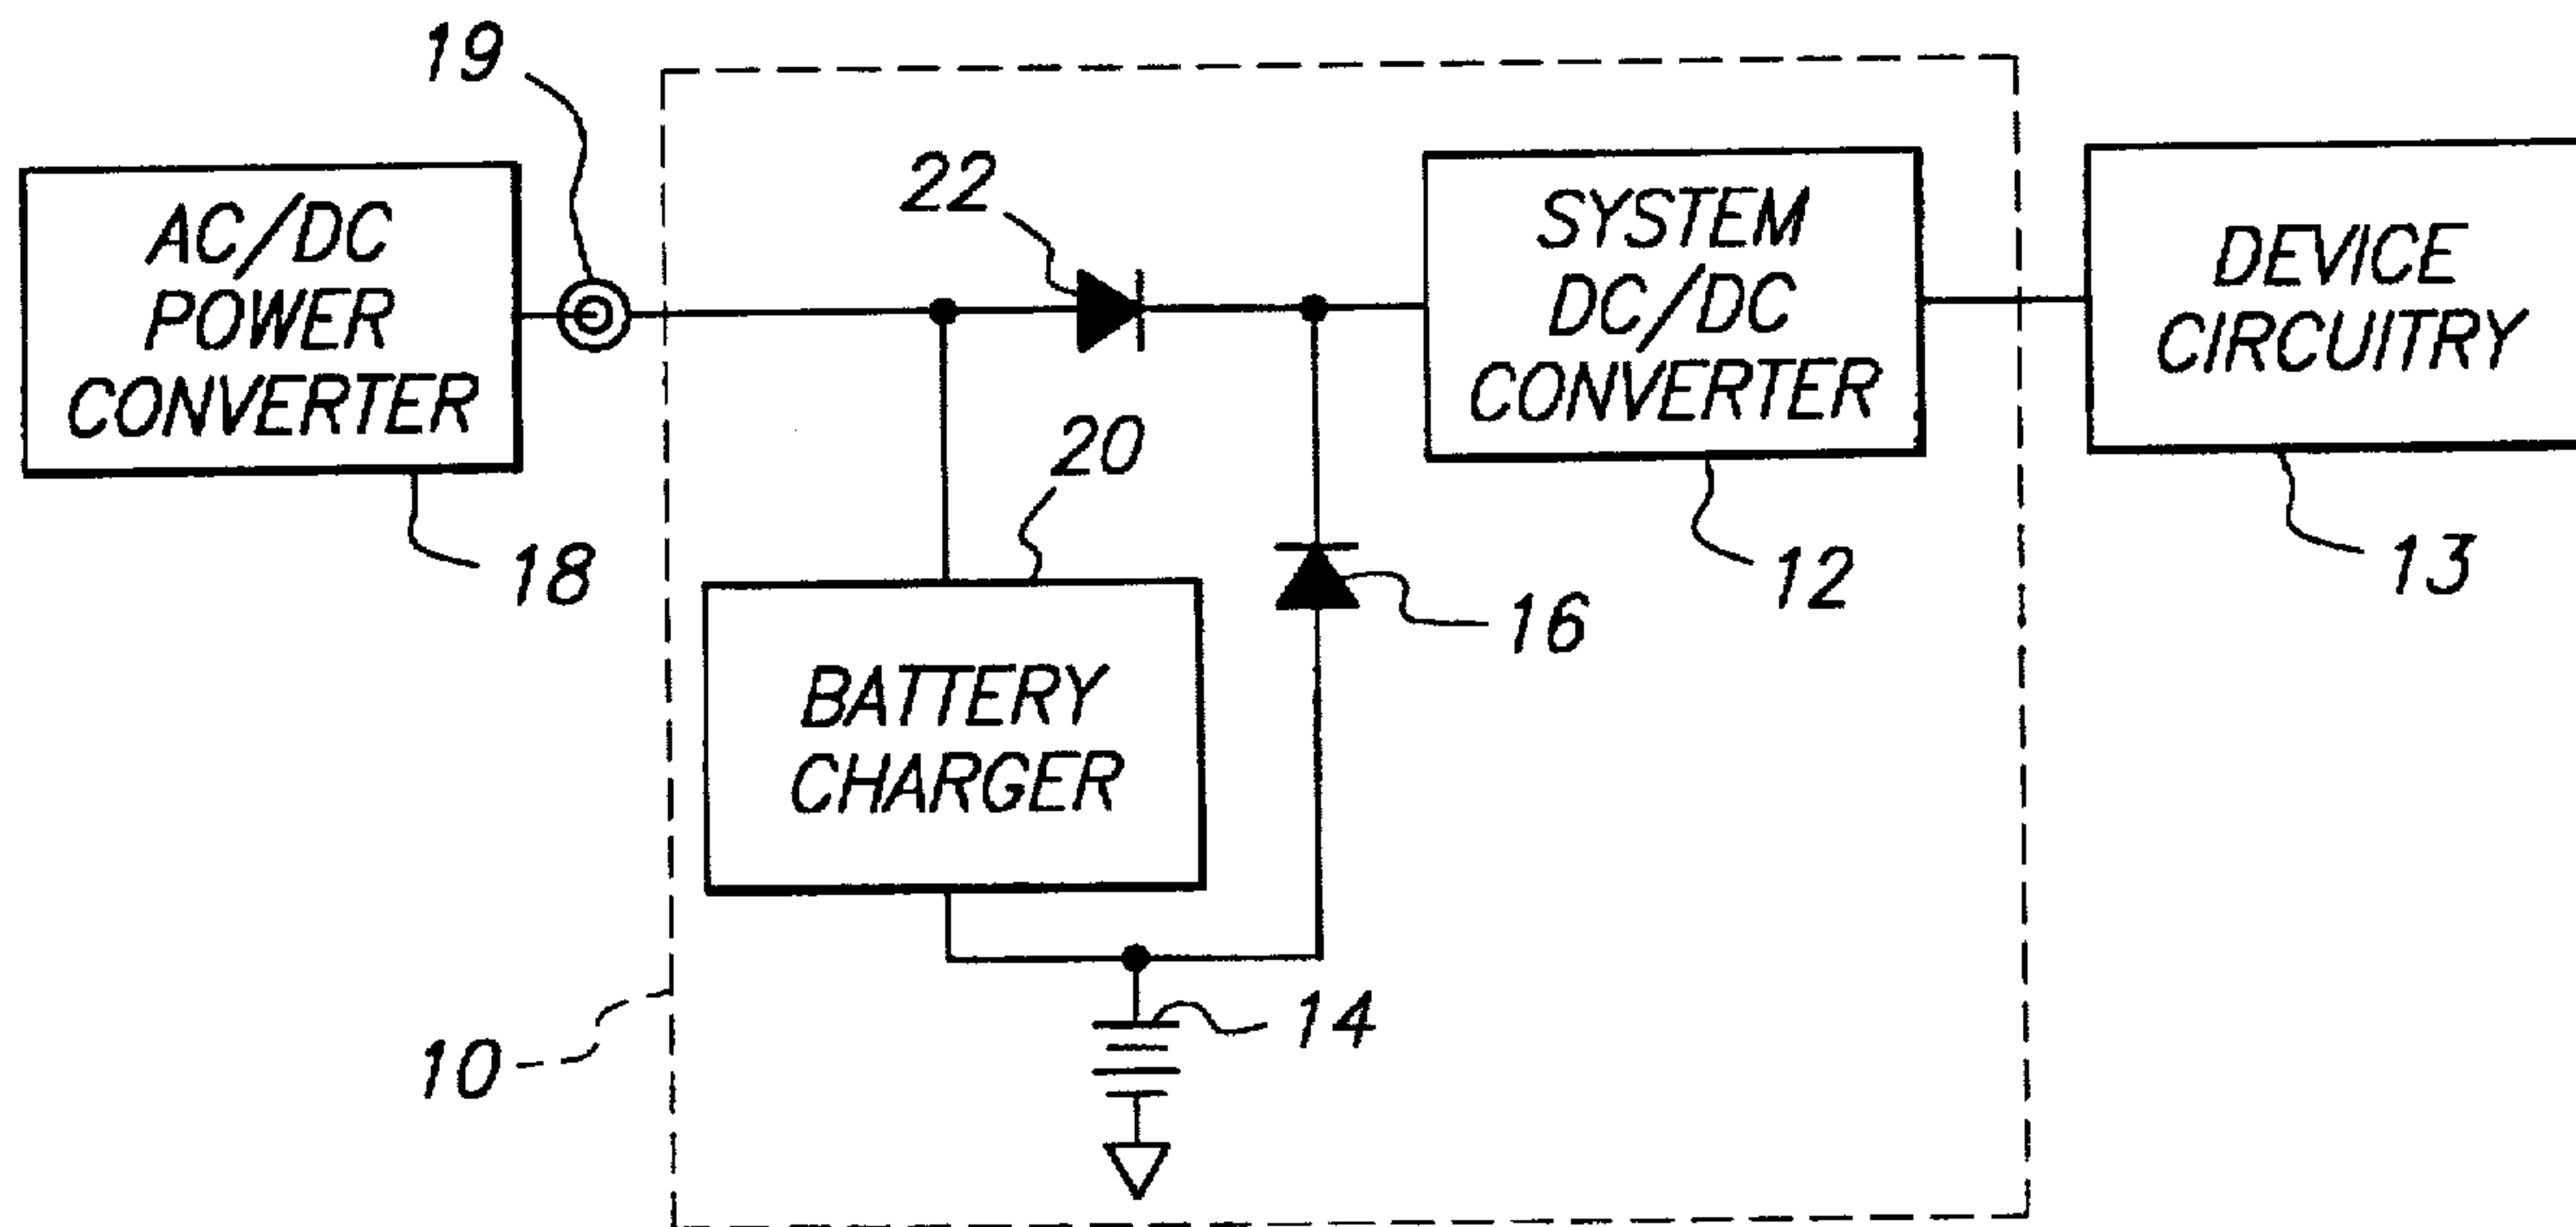 19
AC/DC
POWER
CONVERTER
18
22
SYSTEM
DC/DC
CONVERTER
12
DEVICE
CIRCUITRY
13
20
BATTERY
CHARGER
16
14
10